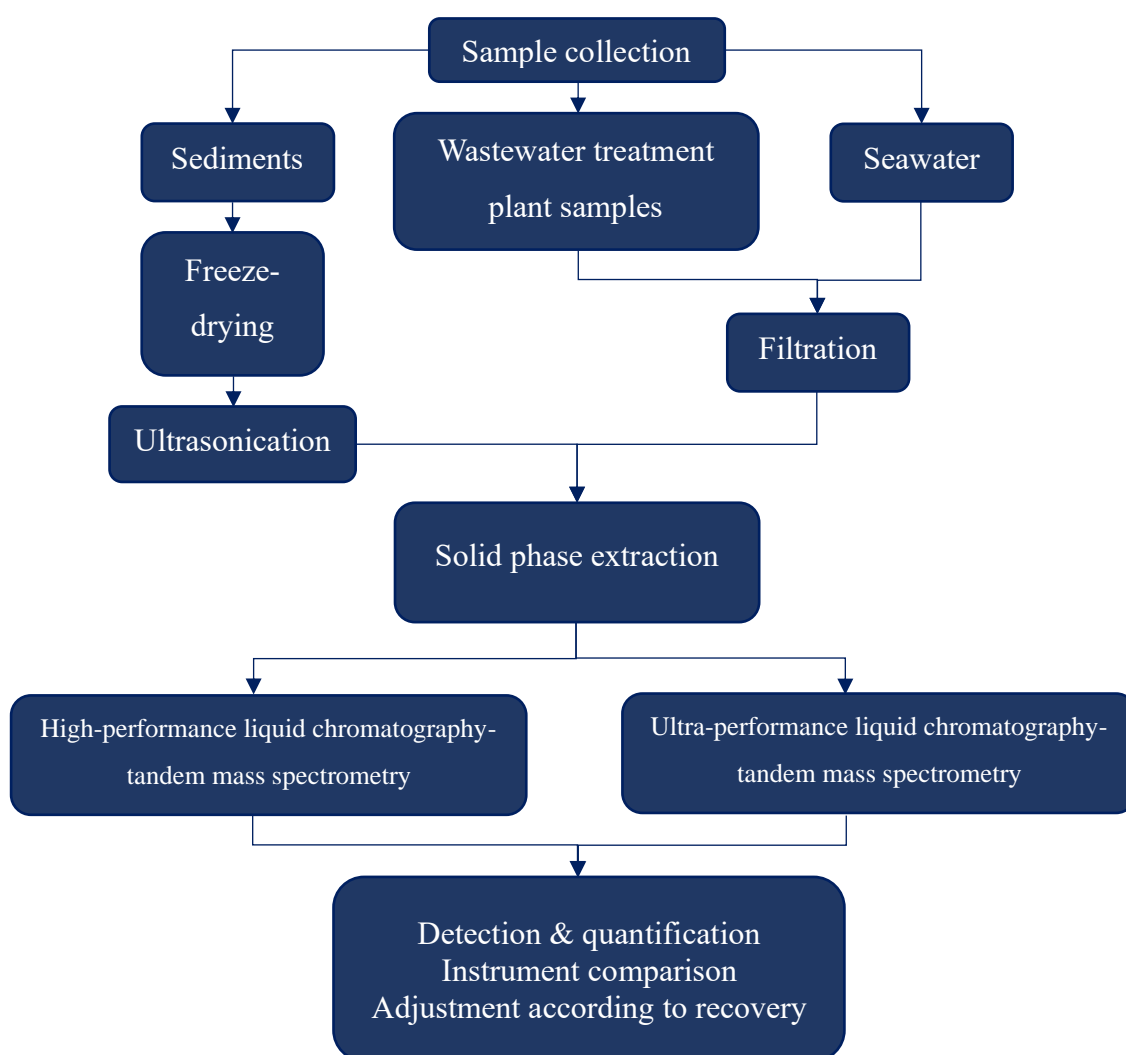 Sample collection
Sediments
Wastewater treatment
plant samples
Seawater
Freeze-
drying
Filtration
Ultrasonication
Solid phase extraction
High-performance liquid chromatography-
tandem mass spectrometry
Ultra-performance liquid chromatography-
tandem mass spectrometry
Detection & quantification
Instrument comparison
Adjustment according to recovery